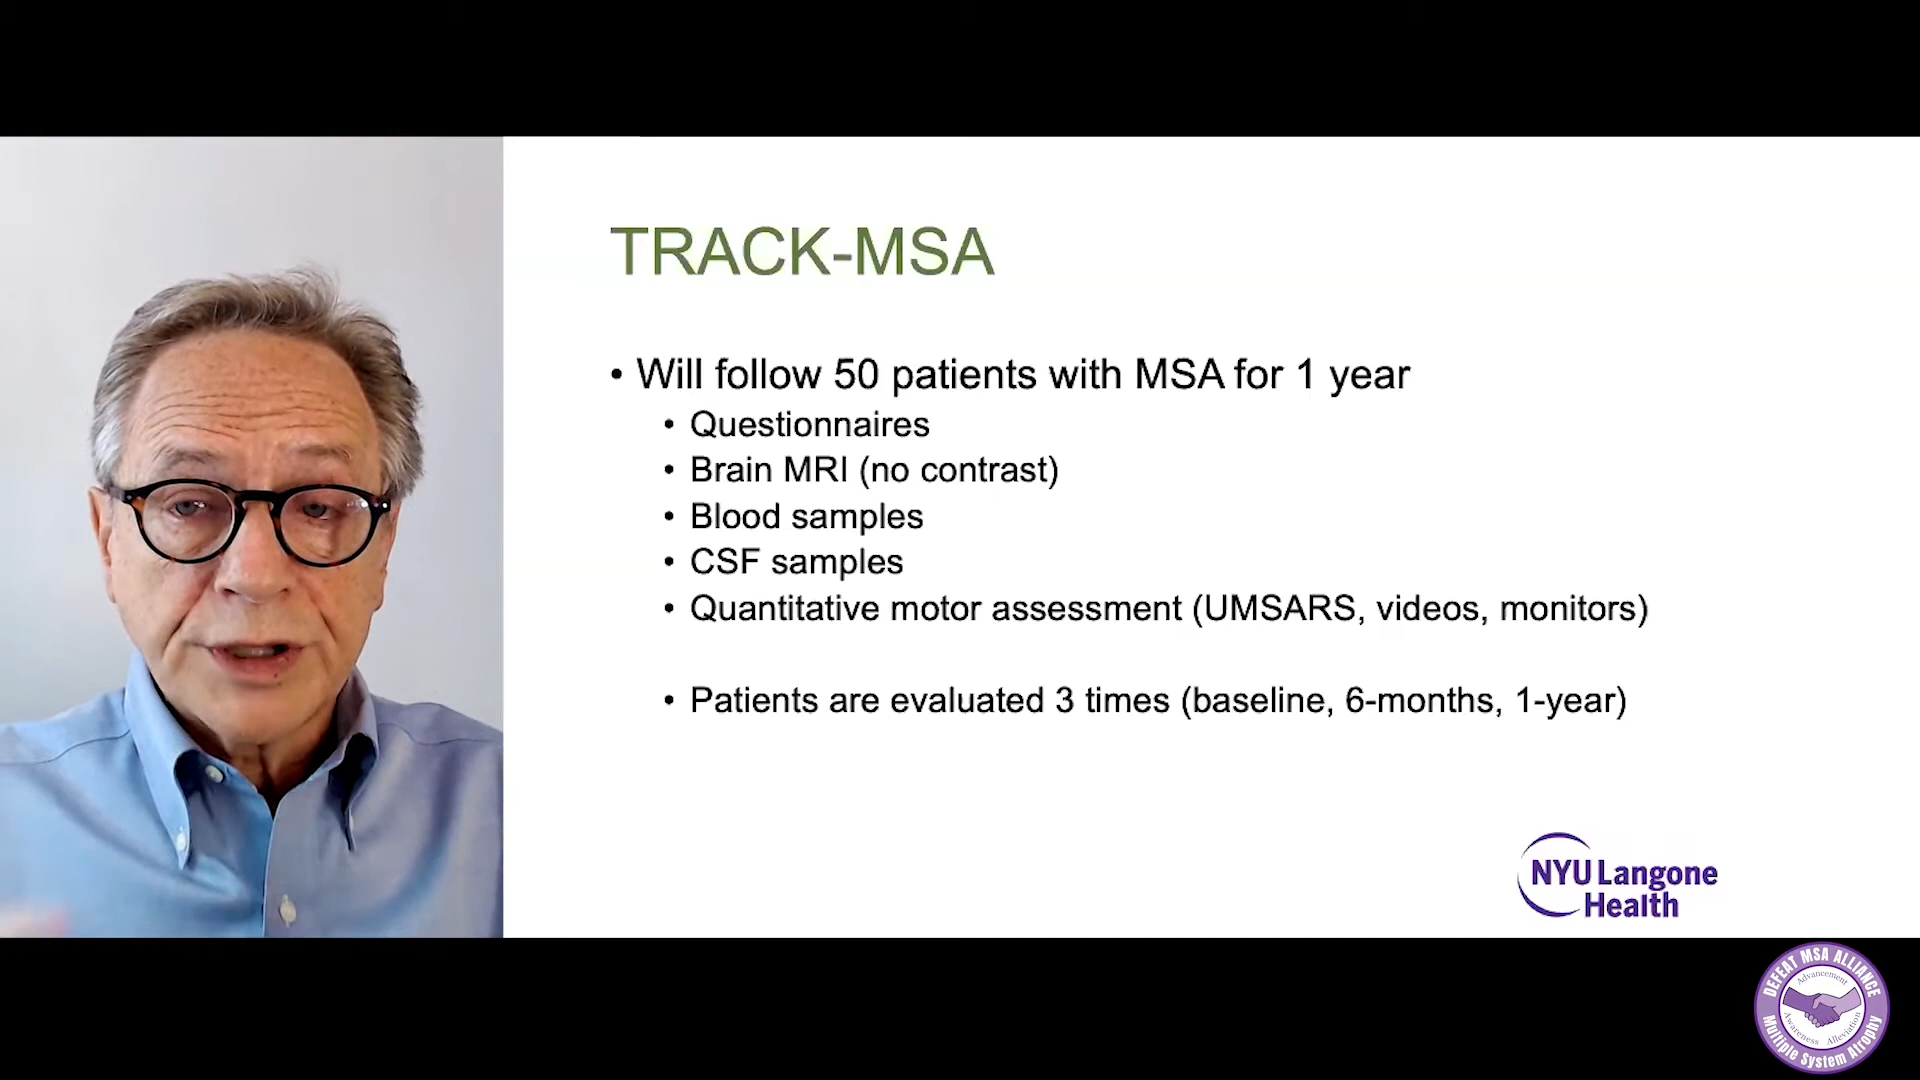 TRACK-MSA
• Will follow 50 patients with MSA for 1 year
• Questionnaires
• Brain MRI (no contrast)
• Blood samples
• CSF samples
• Quantitative motor assessment (UMSARS, videos, monitors)
• Patients are evaluated 3 times (baseline, 6-months, 1-year)
NYU Langone
Health
DEFEAT MSA ALLIANCE
Advancement
Awareness Alleviation
Multiple System Atrophy